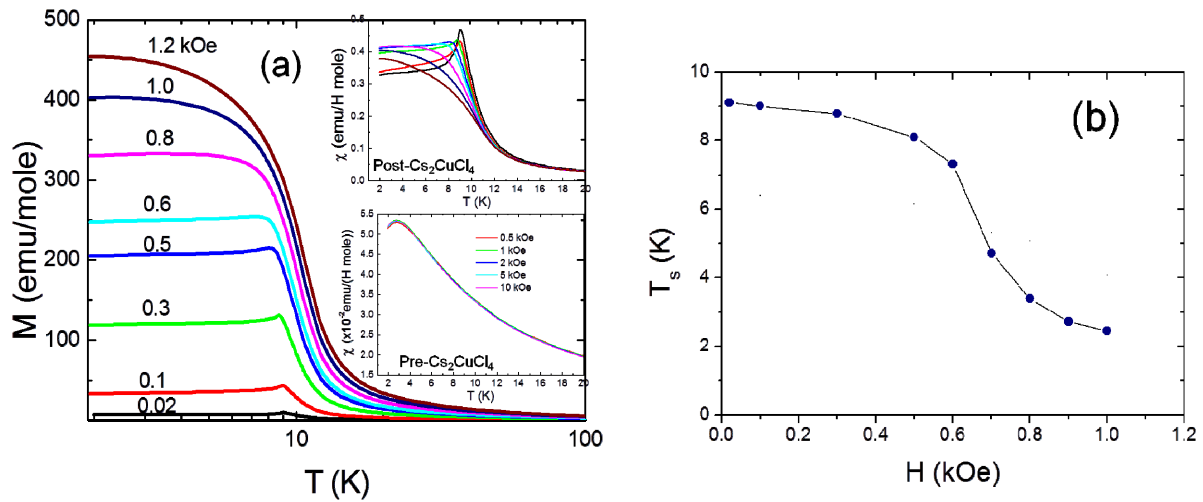 (a)
M (emu/mole)
500
400
300
200
100
1.2 kOe
1.0
0.8
0.6
0.5
0.3
0.1
0.02
10
100
T (K)
χ (emu/H mole)
0.5
0.4
0.3
0.2
0.1
0.0
2 4 6 8 10 12 14 16 18 20
T (K)
Post-Cs₂CuCl₄
χ (x10⁻²emu/(H mole))
5.5
5.0
4.5
4.0
3.5
3.0
2.5
2.0
1.5
0.5 kOe
1 kOe
2 kOe
5 kOe
10 kOe
Pre-Cs₂CuCl₄
2 4 6 8 10 12 14 16 18 20
T (K)
(b)
Tₛ (K)
10
8
6
4
2
0
0.0 0.2 0.4 0.6 0.8 1.0 1.2
H (kOe)